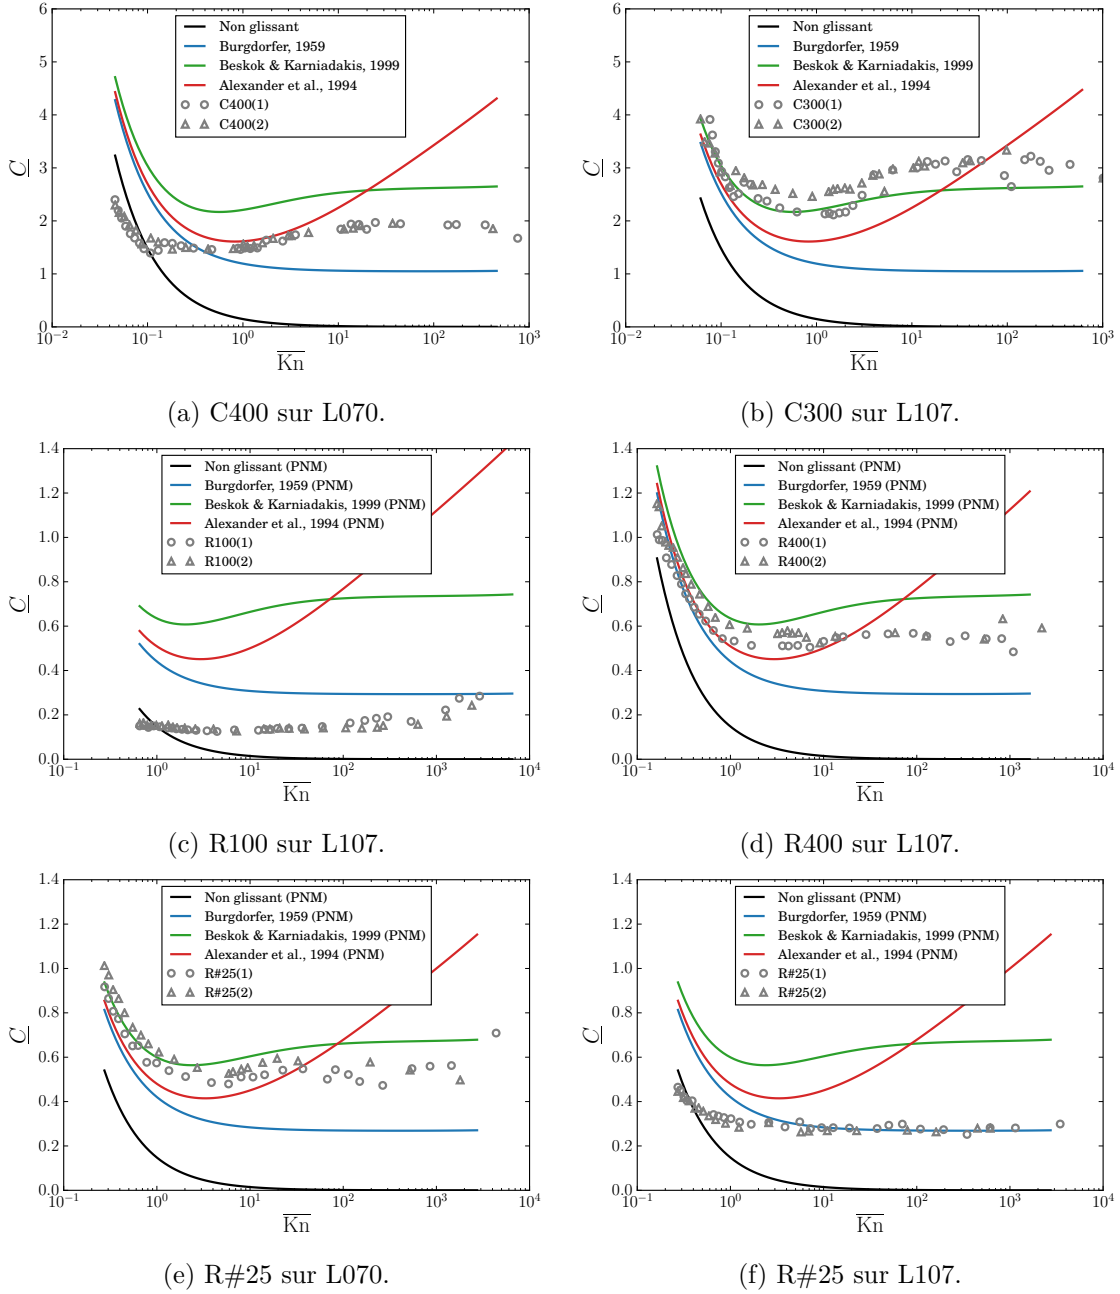 6
5
4
3
2
1
0
C
Non glissant
Burgdorfer, 1959
Beskok & Karniadakis, 1999
Alexander et al., 1994
C400(1)
C400(2)
10⁻² 10⁻¹ 10⁰ 10¹ 10² 10³
Kn
(a) C400 sur L070.
6
5
4
3
2
1
0
C
Non glissant
Burgdorfer, 1959
Beskok & Karniadakis, 1999
Alexander et al., 1994
C300(1)
C300(2)
10⁻² 10⁻¹ 10⁰ 10¹ 10² 10³
Kn
(b) C300 sur L107.
1.4
1.2
1.0
0.8
0.6
0.4
0.2
0.0
C
Non glissant (PNM)
Burgdorfer, 1959 (PNM)
Beskok & Karniadakis, 1999 (PNM)
Alexander et al., 1994 (PNM)
R100(1)
R100(2)
10⁻¹ 10⁰ 10¹ 10² 10³ 10⁴
Kn
(c) R100 sur L107.
1.4
1.2
1.0
0.8
0.6
0.4
0.2
0.0
C
Non glissant (PNM)
Burgdorfer, 1959 (PNM)
Beskok & Karniadakis, 1999 (PNM)
Alexander et al., 1994 (PNM)
R400(1)
R400(2)
10⁻¹ 10⁰ 10¹ 10² 10³ 10⁴
Kn
(d) R400 sur L107.
1.4
1.2
1.0
0.8
0.6
0.4
0.2
0.0
C
Non glissant (PNM)
Burgdorfer, 1959 (PNM)
Beskok & Karniadakis, 1999 (PNM)
Alexander et al., 1994 (PNM)
R#25(1)
R#25(2)
10⁻¹ 10⁰ 10¹ 10² 10³ 10⁴
Kn
(e) R#25 sur L070.
1.4
1.2
1.0
0.8
0.6
0.4
0.2
0.0
C
Non glissant (PNM)
Burgdorfer, 1959 (PNM)
Beskok & Karniadakis, 1999 (PNM)
Alexander et al., 1994 (PNM)
R#25(1)
R#25(2)
10⁻¹ 10⁰ 10¹ 10² 10³ 10⁴
Kn
(f) R#25 sur L107.